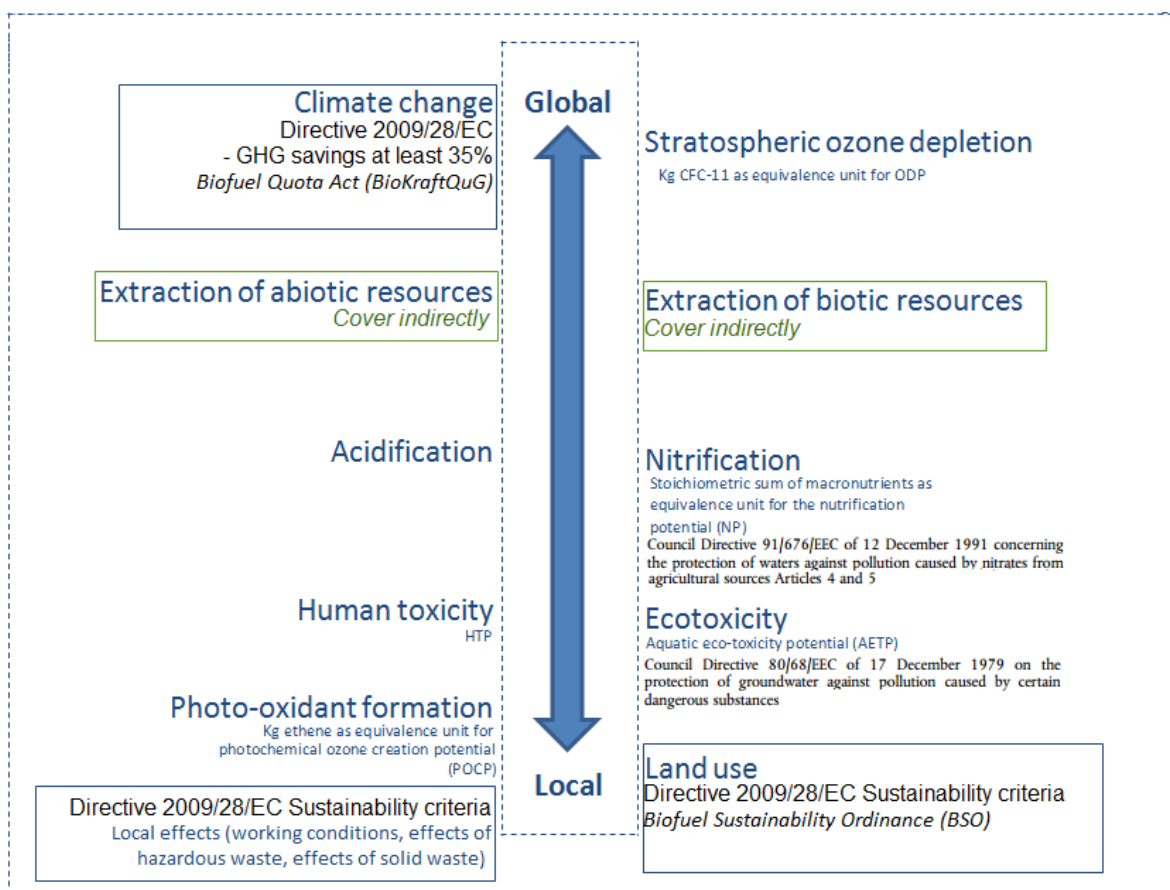 Climate change
Directive 2009/28/EC
- GHG savings at least 35%
Biofuel Quota Act (BioKraftQuG)
Global
Stratospheric ozone depletion
Kg CFC-11 as equivalence unit for ODP
Extraction of abiotic resources
Cover indirectly
Extraction of biotic resources
Cover indirectly
Acidification
Nitrification
Stoichiometric sum of macronutrients as
equivalence unit for the nutrification
potential (NP)
Council Directive 91/676/EEC of 12 December 1991 concerning
the protection of waters against pollution caused by nitrates from
agricultural sources Articles 4 and 5
Human toxicity
HTP
Ecotoxicity
Aquatic eco-toxicity potential (AETP)
Council Directive 80/68/EEC of 17 December 1979 on the
protection of groundwater against pollution caused by certain
dangerous substances
Photo-oxidant formation
Kg ethene as equivalence unit for
photochemical ozone creation potential
(POCP)
Local
Directive 2009/28/EC Sustainability criteria
Local effects (working conditions, effects of
hazardous waste, effects of solid waste)
Land use
Directive 2009/28/EC Sustainability criteria
Biofuel Sustainability Ordinance (BSO)